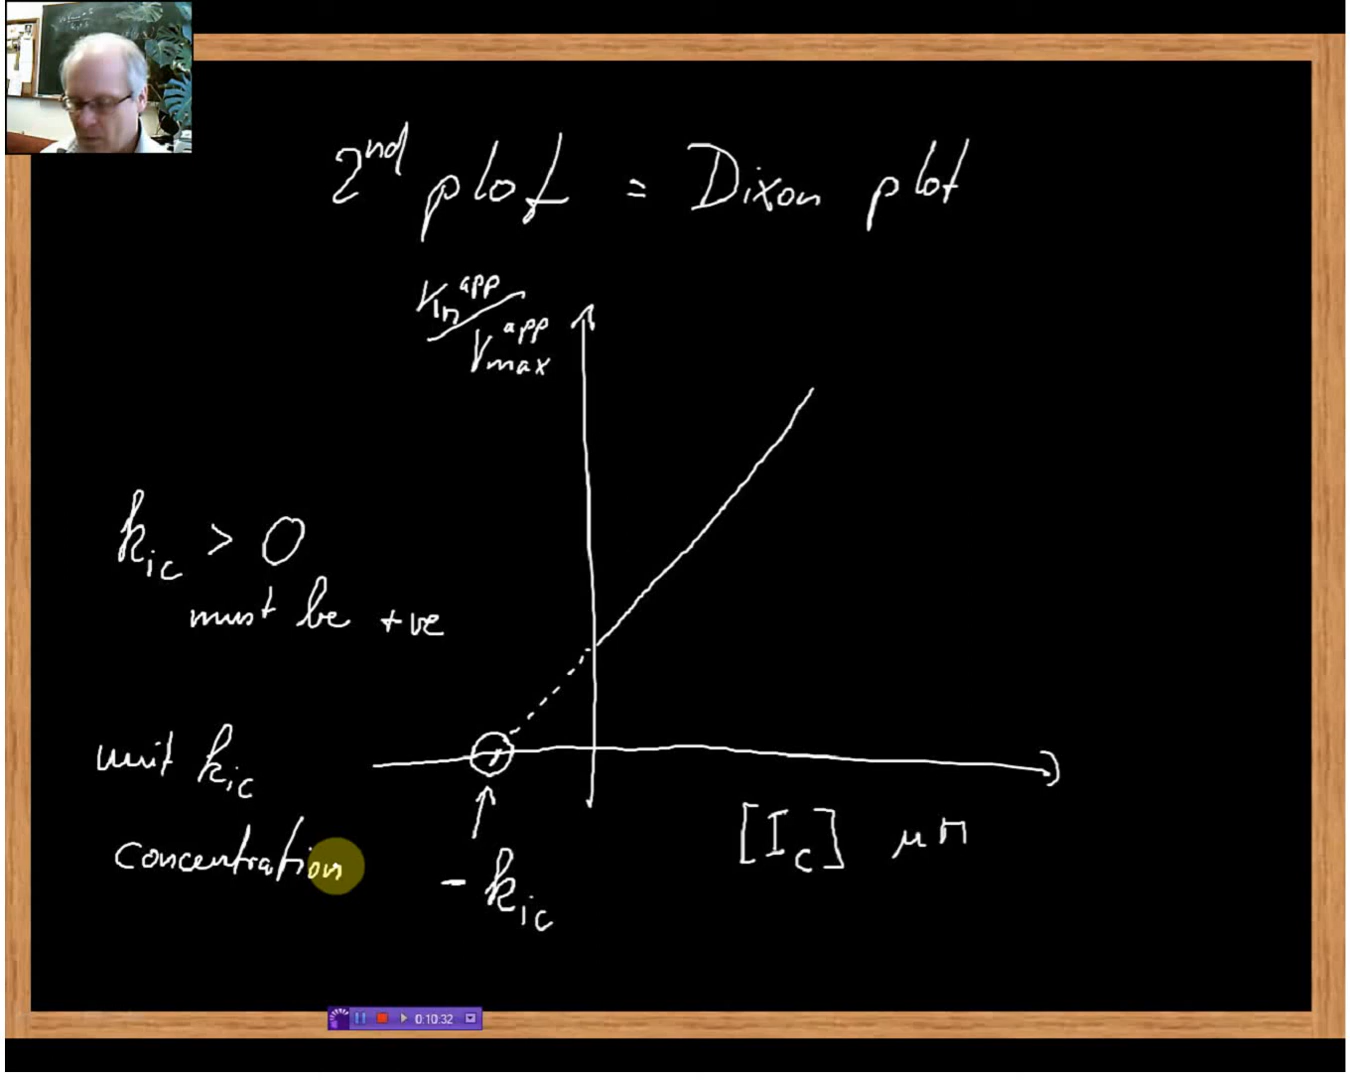 2nd plot = Dixon plot
Km app
Vmax app
kic > 0
must be +ve
unit kic
concentration
- kic
[Ic] μM
0:10:32